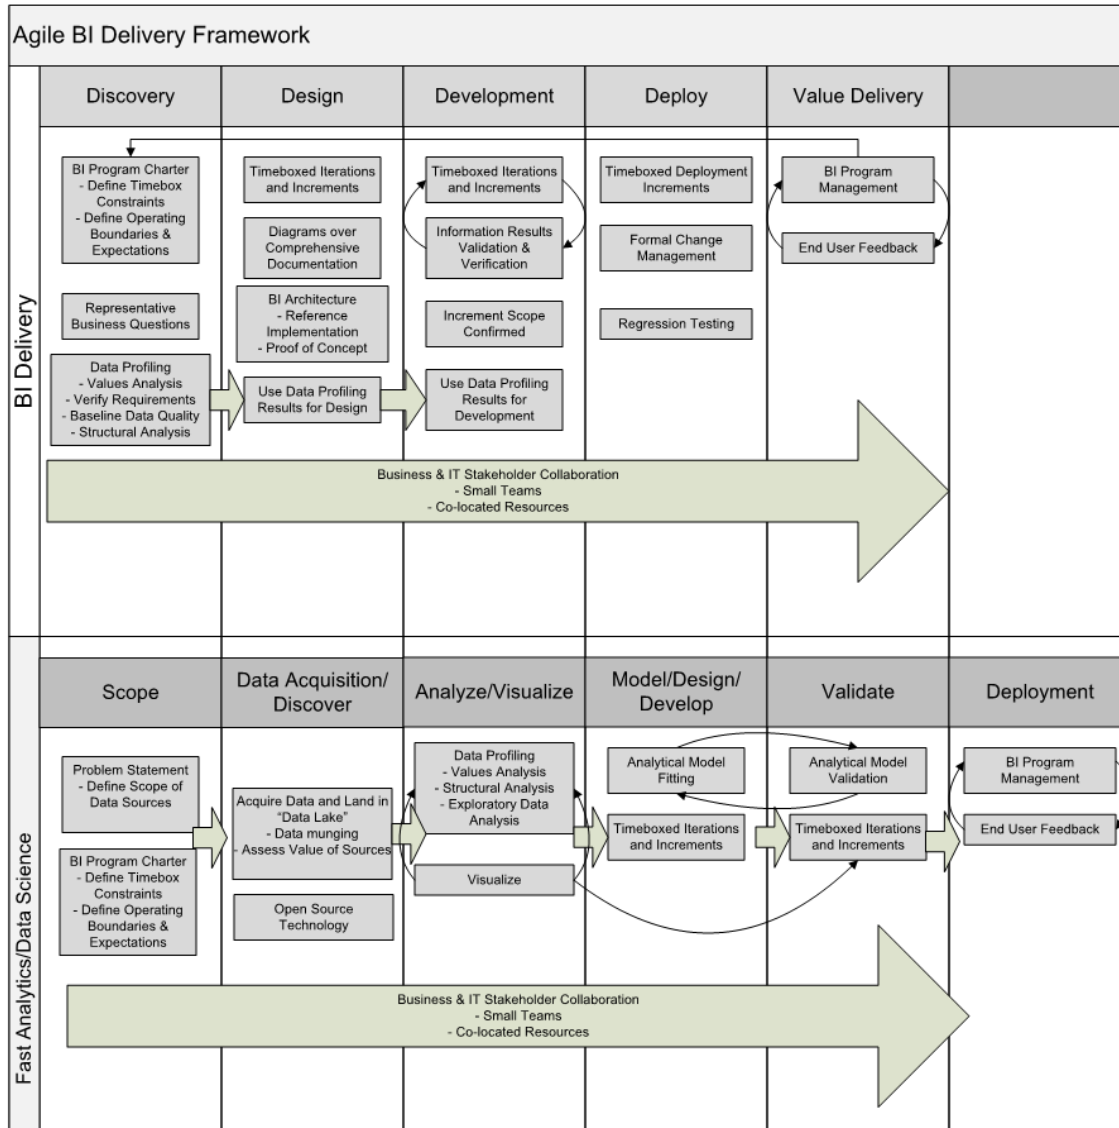 Agile BI Delivery Framework
BI Delivery
Discovery
Design
Development
Deploy
Value Delivery
BI Program Charter
- Define Timebox
Constraints
- Define Operating
Boundaries &
Expectations
Representative
Business Questions
Data Profiling
- Values Analysis
- Verify Requirements
- Baseline Data Quality
- Structural Analysis
Timeboxed Iterations
and Increments
Diagrams over
Comprehensive
Documentation
BI Architecture
- Reference
Implementation
- Proof of Concept
Use Data Profiling
Results for Design
Timeboxed Iterations
and Increments
Information Results
Validation &
Verification
Increment Scope
Confirmed
Use Data Profiling
Results for
Development
Timeboxed Deployment
Increments
Formal Change
Management
Regression Testing
BI Program
Management
End User Feedback
Business & IT Stakeholder Collaboration
- Small Teams
- Co-located Resources
Fast Analytics/Data Science
Scope
Data Acquisition/
Discover
Analyze/Visualize
Model/Design/
Develop
Validate
Deployment
Problem Statement
- Define Scope of
Data Sources
BI Program Charter
- Define Timebox
Constraints
- Define Operating
Boundaries &
Expectations
Acquire Data and Land in
“Data Lake”
- Data munging
- Assess Value of Sources
Open Source
Technology
Data Profiling
- Values Analysis
- Structural Analysis
- Exploratory Data
Analysis
Visualize
Analytical Model
Fitting
Timeboxed Iterations
and Increments
Analytical Model
Validation
Timeboxed Iterations
and Increments
BI Program
Management
End User Feedback
Business & IT Stakeholder Collaboration
- Small Teams
- Co-located Resources